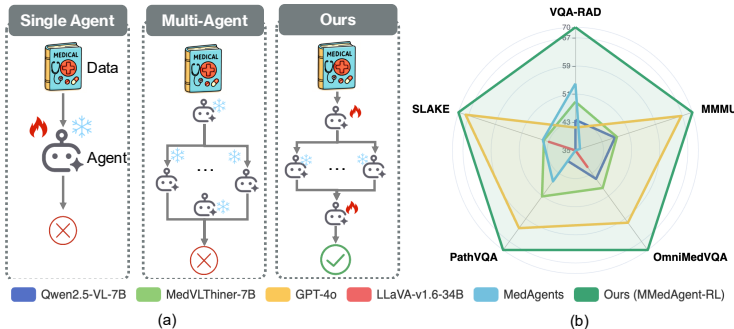 Single Agent
Multi-Agent
Ours
MEDICAL
Data
MEDICAL
MEDICAL
Agent
...
...
VQA-RAD
70
67
59
51
43
35
SLAKE
MMMU
PathVQA
OmniMedVQA
Qwen2.5-VL-7B
MedVLThiner-7B
GPT-4o
LLaVA-v1.6-34B
MedAgents
Ours (MMedAgent-RL)
(a)
(b)